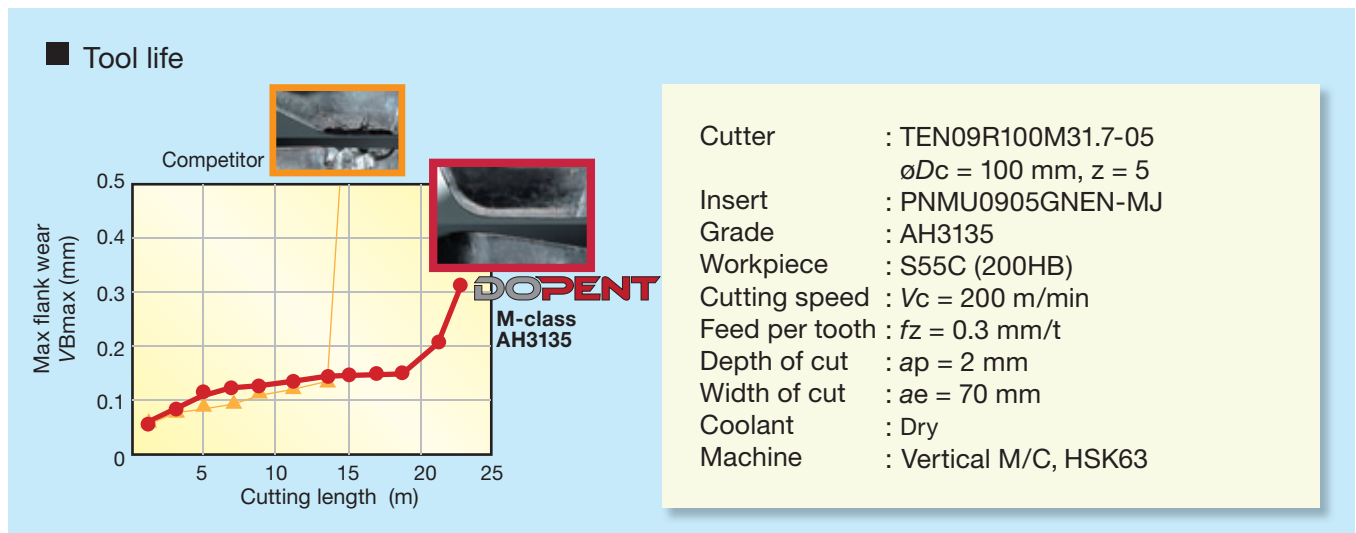 Tool life
Competitor
Max flank wear
VBmax (mm)
0.5
0.4
0.3
0.2
0.1
0
5
10
15
20
25
Cutting length (m)
DOPENT
M-class
AH3135
Cutter : TEN09R100M31.7-05
øDc = 100 mm, z = 5
Insert : PNMU0905GNEN-MJ
Grade : AH3135
Workpiece : S55C (200HB)
Cutting speed : Vc = 200 m/min
Feed per tooth : fz = 0.3 mm/t
Depth of cut : ap = 2 mm
Width of cut : ae = 70 mm
Coolant : Dry
Machine : Vertical M/C, HSK63